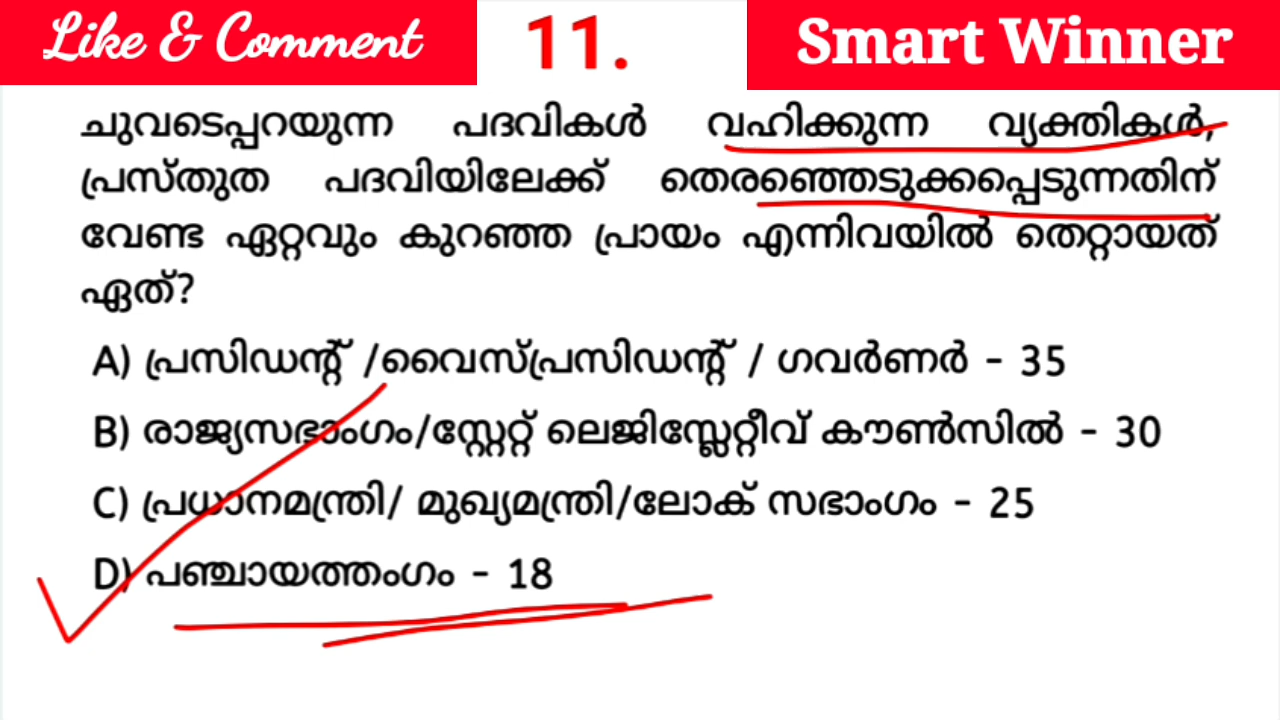 Like & Comment
11.
Smart Winner
ചുവടെപ്പറയുന്ന പദവികൾ വഹിക്കുന്ന വ്യക്തികൾ,
പ്രസ്തുത പദവിയിലേക്ക് തെരഞ്ഞെടുക്കപ്പെടുന്നതിന്
വേണ്ട ഏറ്റവും കുറഞ്ഞ പ്രായം എന്നിവയിൽ തെറ്റായത്
ഏത്?
A) പ്രസിഡന്റ് /വൈസ്പ്രസിഡന്റ് / ഗവർണർ - 35
B) രാജ്യസഭാംഗം/സ്റ്റേറ്റ് ലെജിസ്ലേറ്റീവ് കൗൺസിൽ - 30
C) പ്രധാനമന്ത്രി/ മുഖ്യമന്ത്രി/ലോക് സഭാംഗം - 25
D) പഞ്ചായത്തംഗം - 18